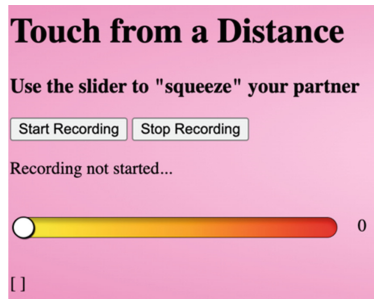 Touch from a Distance
Use the slider to "squeeze" your partner
Start Recording Stop Recording
Recording not started...
0
[ ]